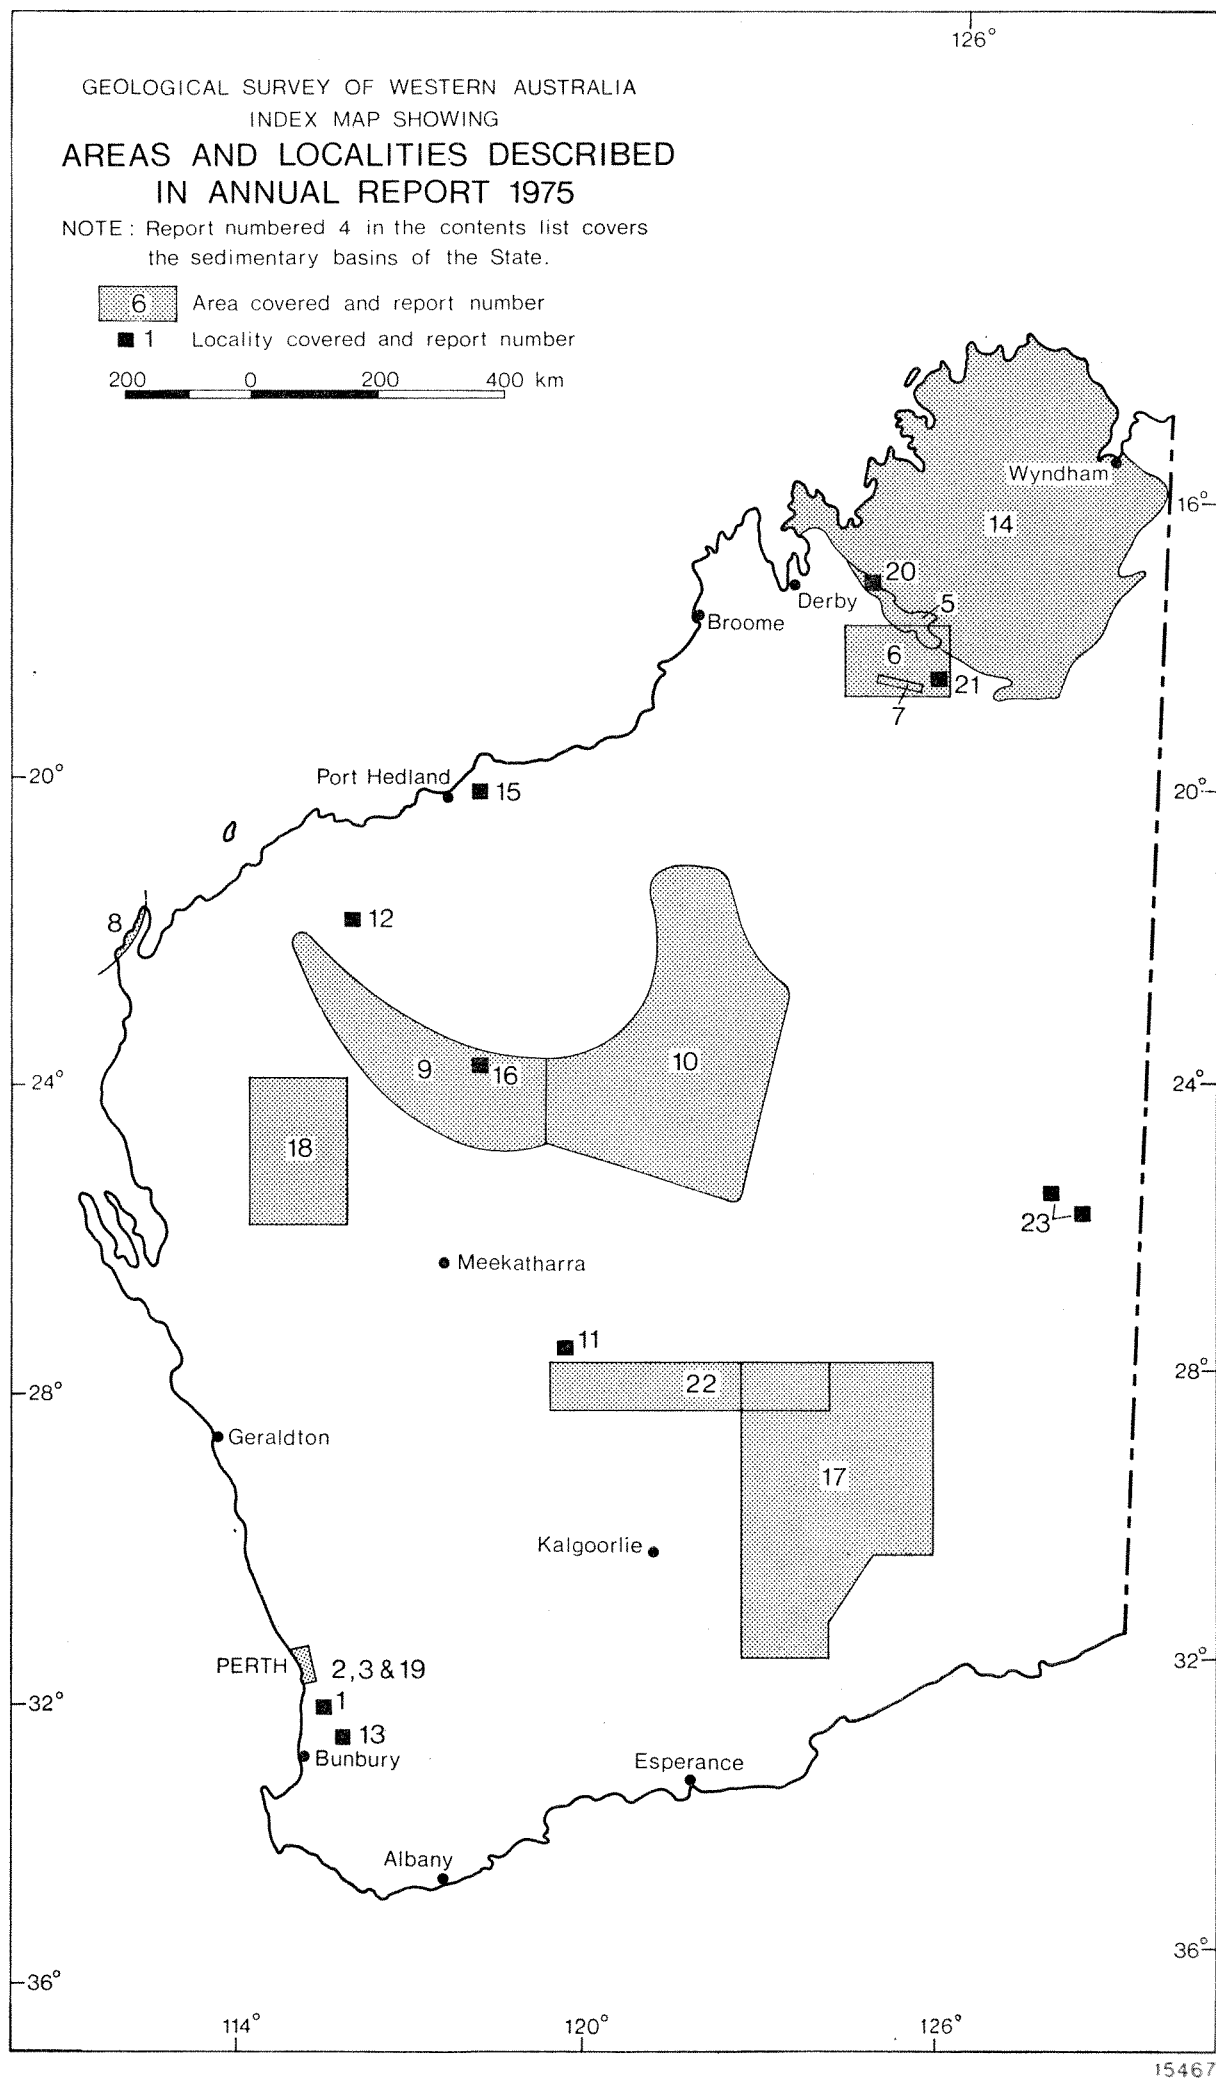 126°
GEOLOGICAL SURVEY OF WESTERN AUSTRALIA
INDEX MAP SHOWING
AREAS AND LOCALITIES DESCRIBED
IN ANNUAL REPORT 1975
NOTE : Report numbered 4 in the contents list covers
the sedimentary basins of the State.
6 Area covered and report number
1 Locality covered and report number
200 0 200 400 km
Wyndham
16°
14
20
5
Derby
Broome
6
21
7
20°
Port Hedland
15
20°
8
12
9
16
10
24°
24°
18
23
Meekatharra
11
28°
22
28°
Geraldton
17
Kalgoorlie
PERTH
2,3 & 19
32°
1
32°
13
Bunbury
Esperance
Albany
36°
36°
114°
120°
126°
15467